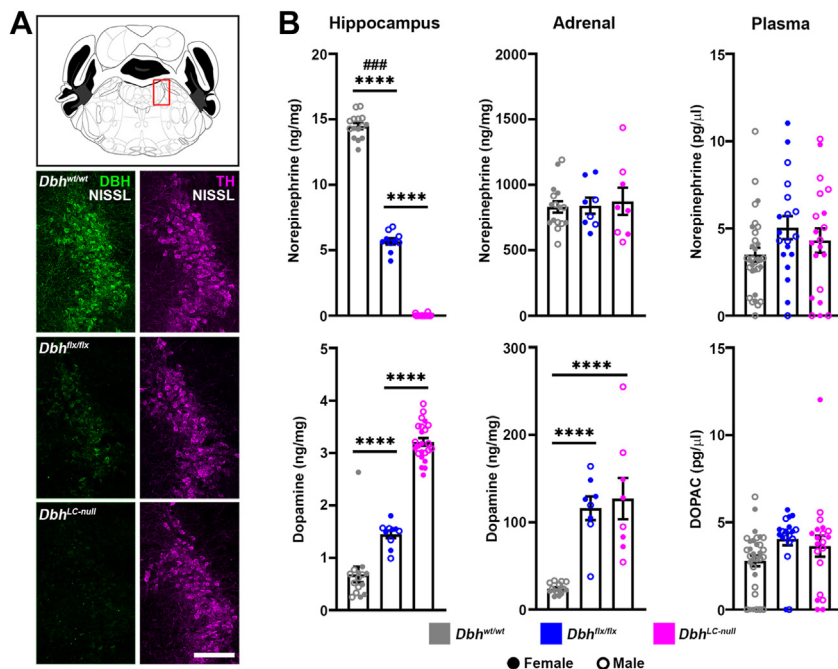 A
Dbh^wt/wt DBH
NISSL
TH
NISSL
Dbh^flx/flx
Dbh^LC-null
B
Hippocampus
Adrenal
Plasma
Norepinephrine (ng/mg)
20
15
10
5
0
###
****
****
Norepinephrine (ng/mg)
2000
1500
1000
500
0
Norepinephrine (pg/µl)
15
10
5
0
Dopamine (ng/mg)
5
4
3
2
1
0
****
****
Dopamine (ng/mg)
300
200
100
0
****
****
DOPAC (pg/µl)
15
10
5
0
Dbh^wt/wt
Dbh^flx/flx
Dbh^LC-null
Female
Male